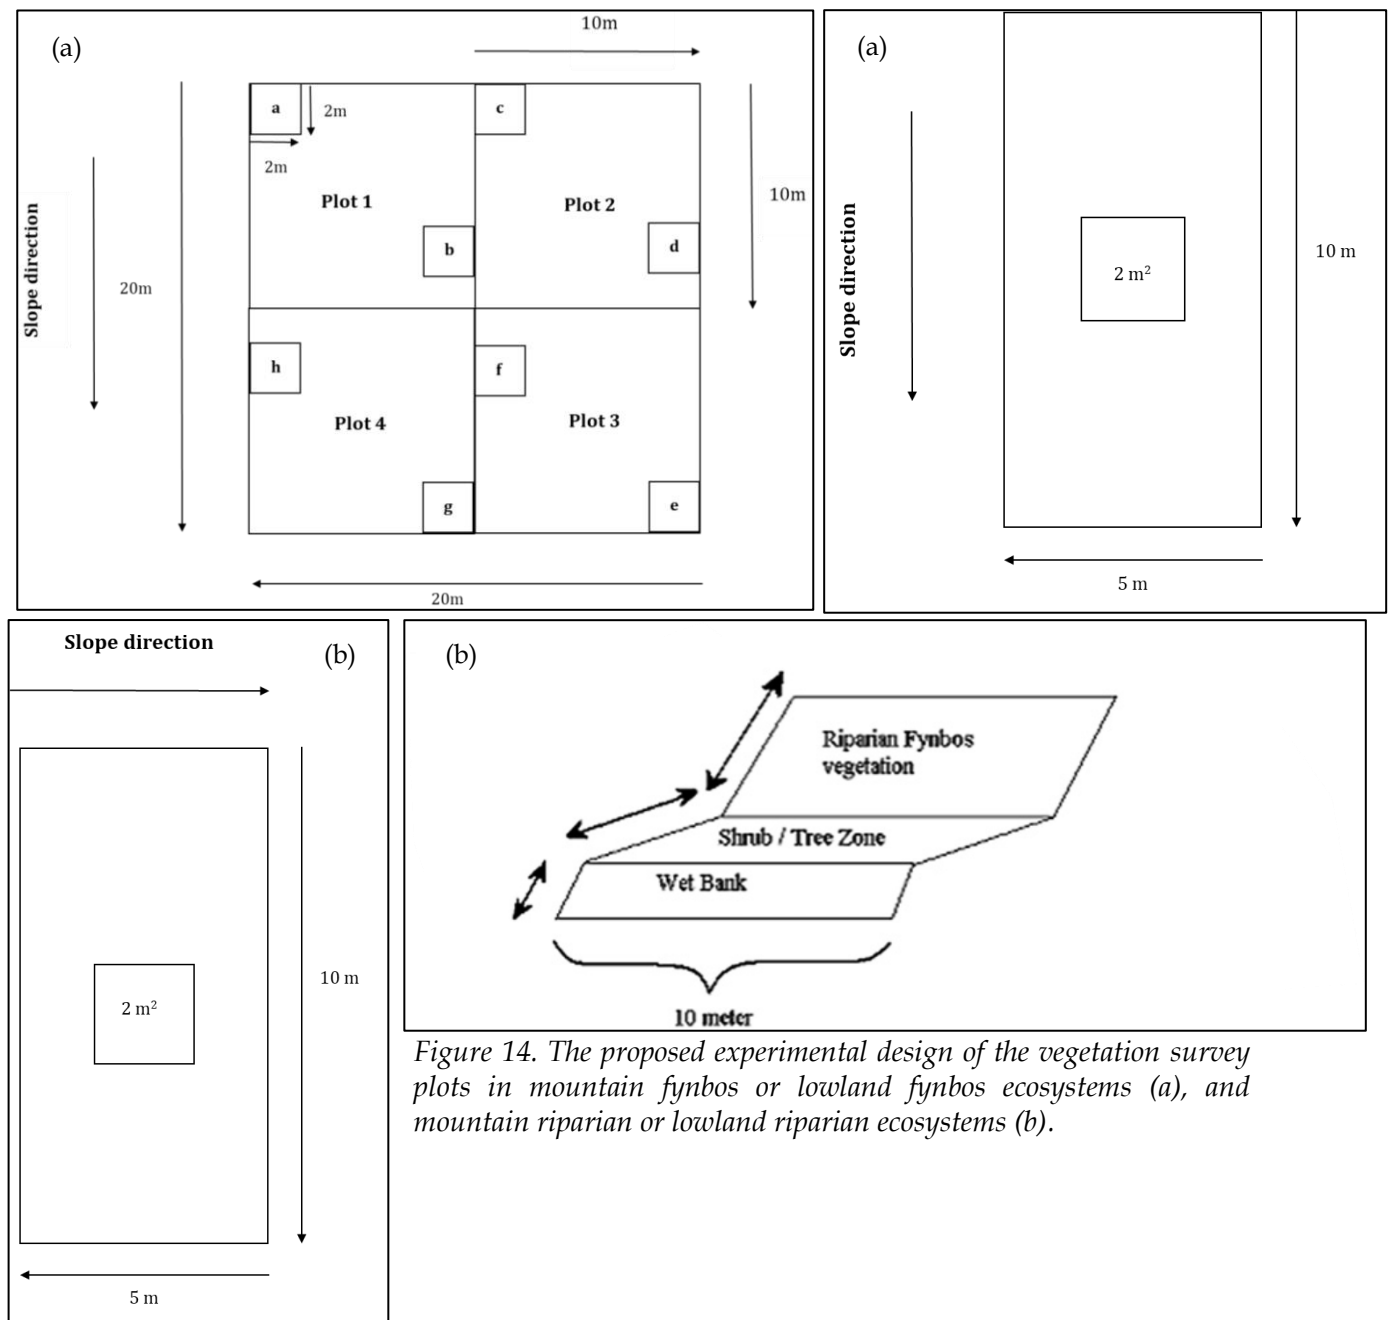 (a)
10m
a
2m
2m
c
Plot 1
Plot 2
10m
b
d
Slope direction
20m
h
f
Plot 4
Plot 3
g
e
20m
(a)
Slope direction
2 m²
10 m
5 m
Slope direction
(b)
2 m²
10 m
5 m
(b)
Riparian Fynbos
vegetation
Shrub / Tree Zone
Wet Bank
10 meter
Figure 14. The proposed experimental design of the vegetation survey
plots in mountain fynbos or lowland fynbos ecosystems (a), and
mountain riparian or lowland riparian ecosystems (b).